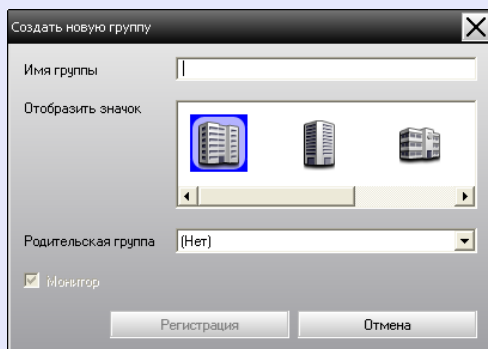 Создать новую группу
Имя группы
Отобразить значок
Родительская группа
(Нет)
Монитор
Регистрация
Отмена